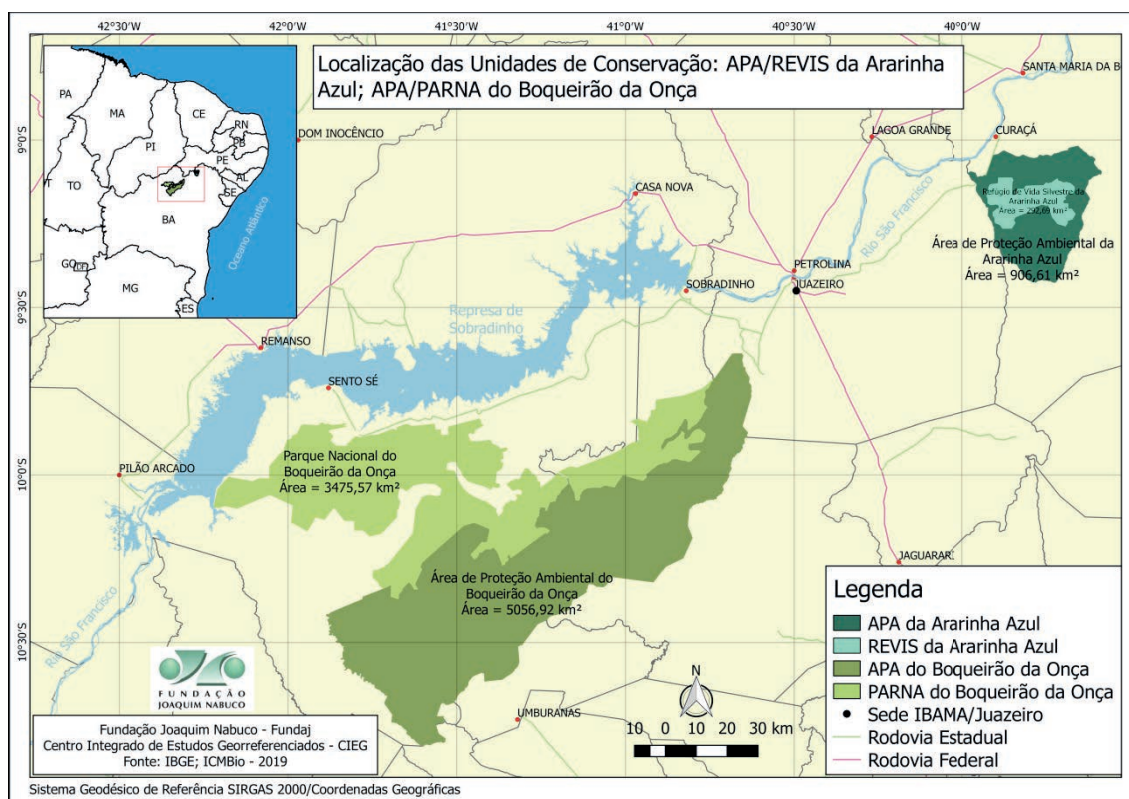 42°30'W 42°00'W 41°30'W 41°00'W 40°30'W 40°00'W
Localização das Unidades de Conservação: APA/REVIS da Ararinha
Azul; APA/PARNA do Boqueirão da Onça
PA
MA
CE
RN
PB
PI
PE
AL
SE
TO
BA
GO
DF
MG
ES
Oceano Atlântico
9°0'S
9°30'S
10°0'S
10°30'S
DOM INOCÊNCIO
SANTA MARIA DA B
LAGOA GRANDE
CURAÇÁ
CASA NOVA
Rio São Francisco
Refúgio de Vida Silvestre da
Ararinha Azul
Área = 292,69 km²
Área de Proteção Ambiental da
Ararinha Azul
Área = 906,61 km²
PETROLINA
SOBRADINHO
JUAZEIRO
Represa de
Sobradinho
REMANSO
SENTO SÉ
PILÃO ARCADO
Parque Nacional do
Boqueirão da Onça
Área = 3475,57 km²
Área de Proteção Ambiental do
Boqueirão da Onça
Área = 5056,92 km²
JAGUARAR
Rio São Francisco
UMBURANAS
Legenda
APA da Ararinha Azul
REVIS da Ararinha Azul
APA do Boqueirão da Onça
PARNA do Boqueirão da Onça
Sede IBAMA/Juazeiro
Rodovia Estadual
Rodovia Federal
N
10 0 10 20 30 km
FUNDAÇÃO
JOAQUIM NABUCO
Fundação Joaquim Nabuco - Fundaj
Centro Integrado de Estudos Georreferenciados - CIEG
Fonte: IBGE; ICMBio - 2019
Sistema Geodésico de Referência SIRGAS 2000/Coordenadas Geográficas